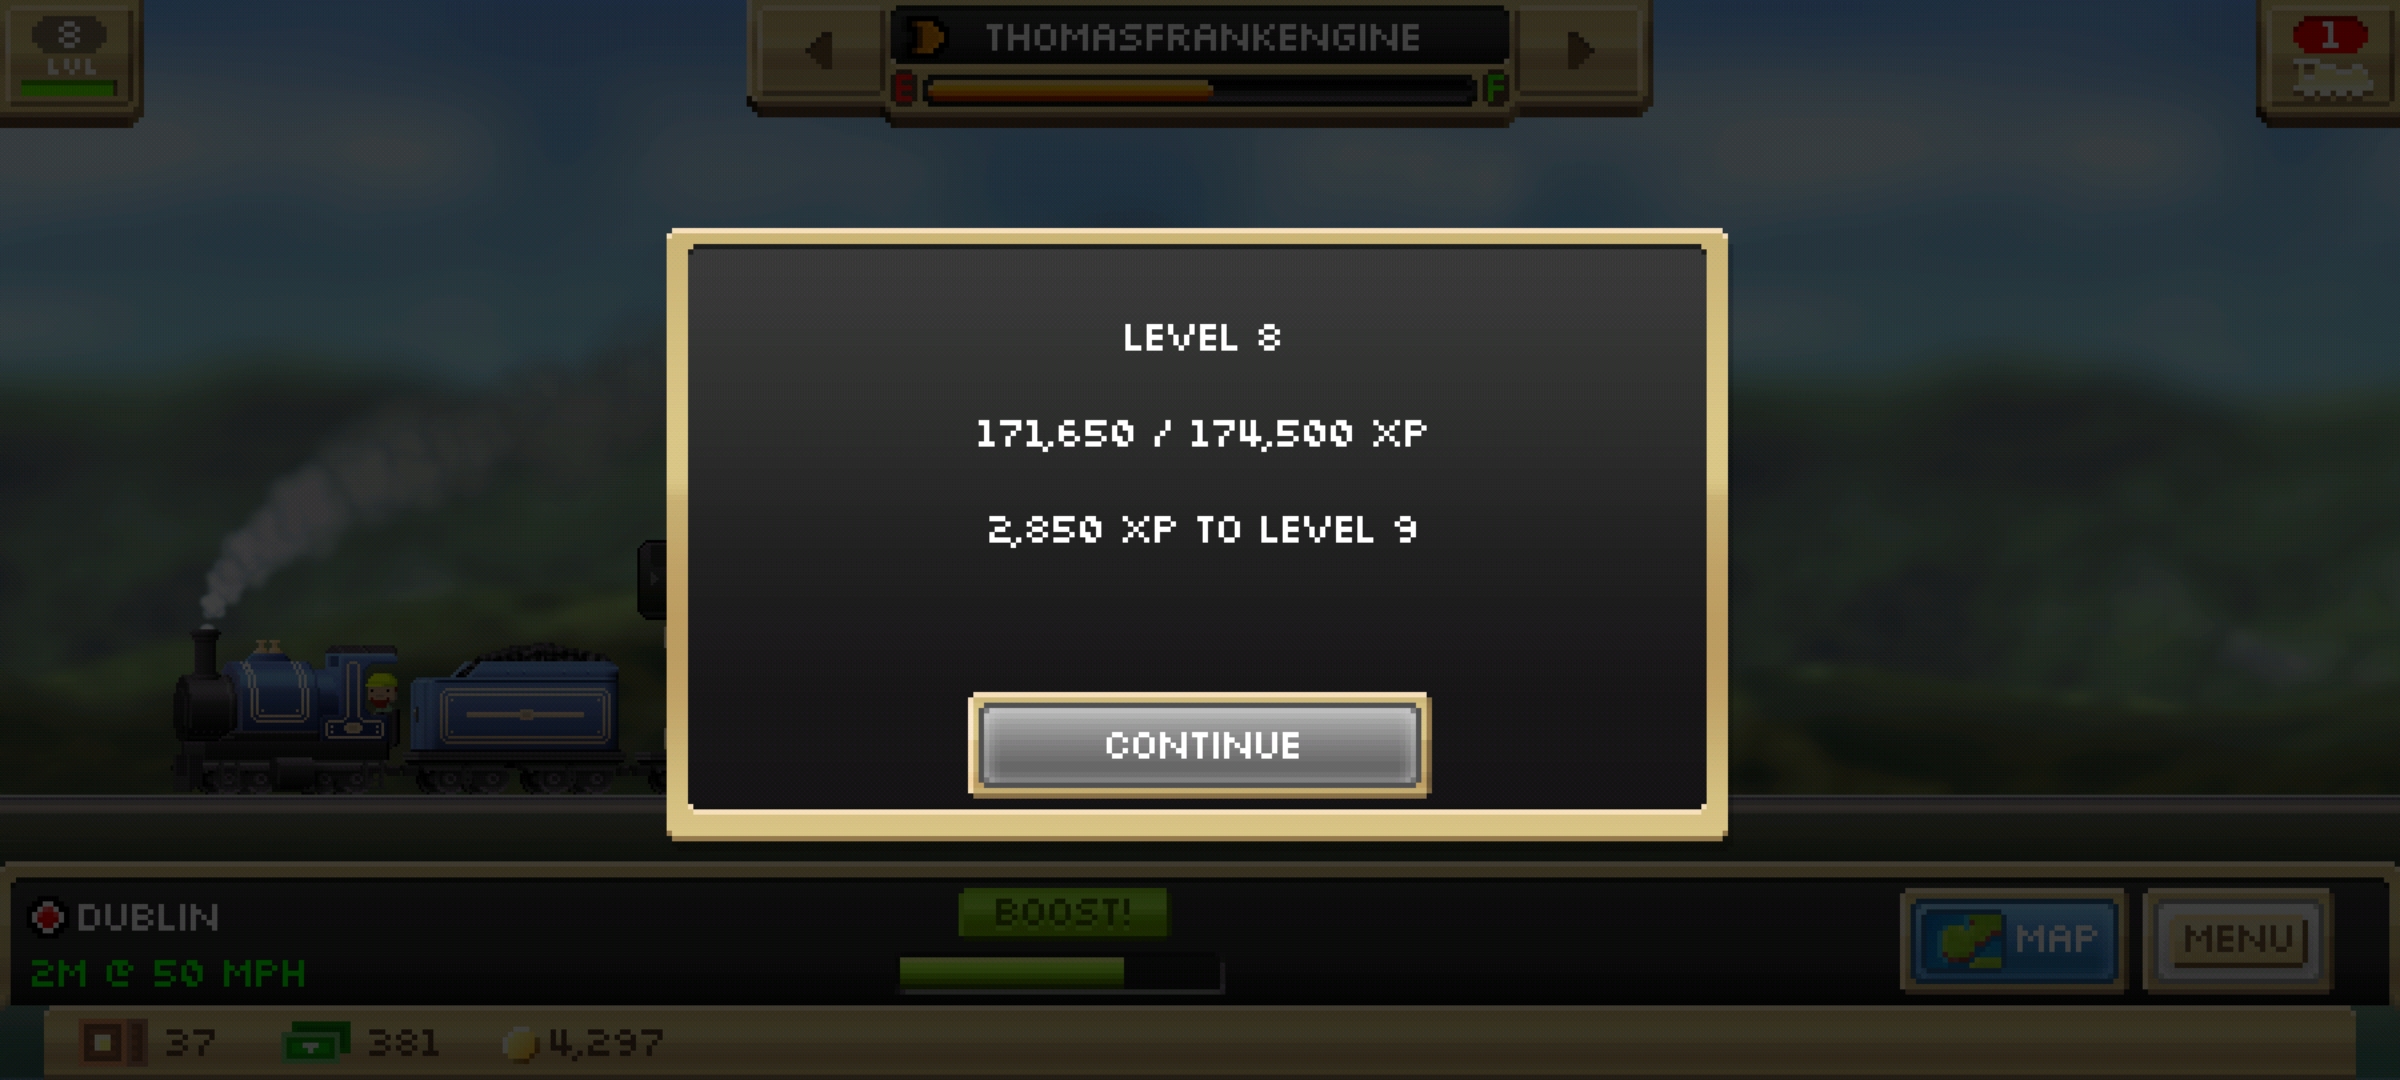 8
LVL
THOMASFRANKENGINE
E F
1
LEVEL 8
171,650 / 174,500 XP
2,850 XP TO LEVEL 9
CONTINUE
DUBLIN
2M @ 50 MPH
BOOST!
MAP
MENU
37 381 4,297